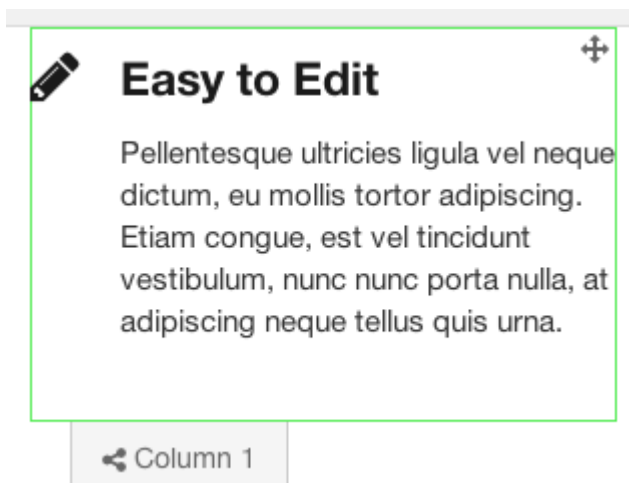 Easy to Edit
Pellentesque ultricies ligula vel neque
dictum, eu mollis tortor adipiscing.
Etiam congue, est vel tincidunt
vestibulum, nunc nunc porta nulla, at
adipiscing neque tellus quis urna.
Column 1